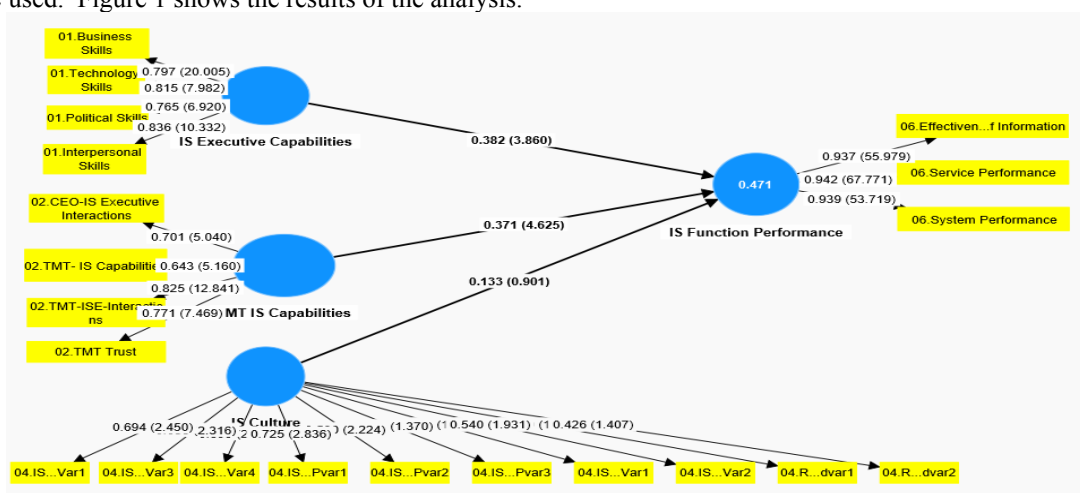 used. Figure 1 shows the results of the analysis.
01.Business
Skills
0.797 (20.005)
01.Technology
Skills
0.815 (7.982)
0.765 (6.920)
01.Political Skills
0.836 (10.332)
01.Interpersonal
Skills
IS Executive Capabilities
0.382 (3.860)
06.Effectiven...f Information
0.937 (55.979)
06.Service Performance
0.942 (67.771)
0.471
0.939 (53.719)
06.System Performance
IS Function Performance
02.CEO-IS Executive
Interactions
0.701 (5.040)
0.371 (4.625)
02.TMT- IS Capabilitie
0.643 (5.160)
0.133 (0.901)
0.825 (12.841)
02.TMT-ISE-Interactio
ns
0.771 (7.469)
MT IS Capabilities
02.TMT Trust
IS Culture
0.694 (2.450)
2.316)
0.725 (2.836)
(2.224)
(1.370)
0.540 (1.931)
0.426 (1.407)
04.IS...Var1
04.IS...Var3
04.IS...Var4
04.IS...Pvar1
04.IS...Pvar2
04.IS...Pvar3
04.IS...Var1
04.IS...Var2
04.R...dvar1
04.R...dvar2